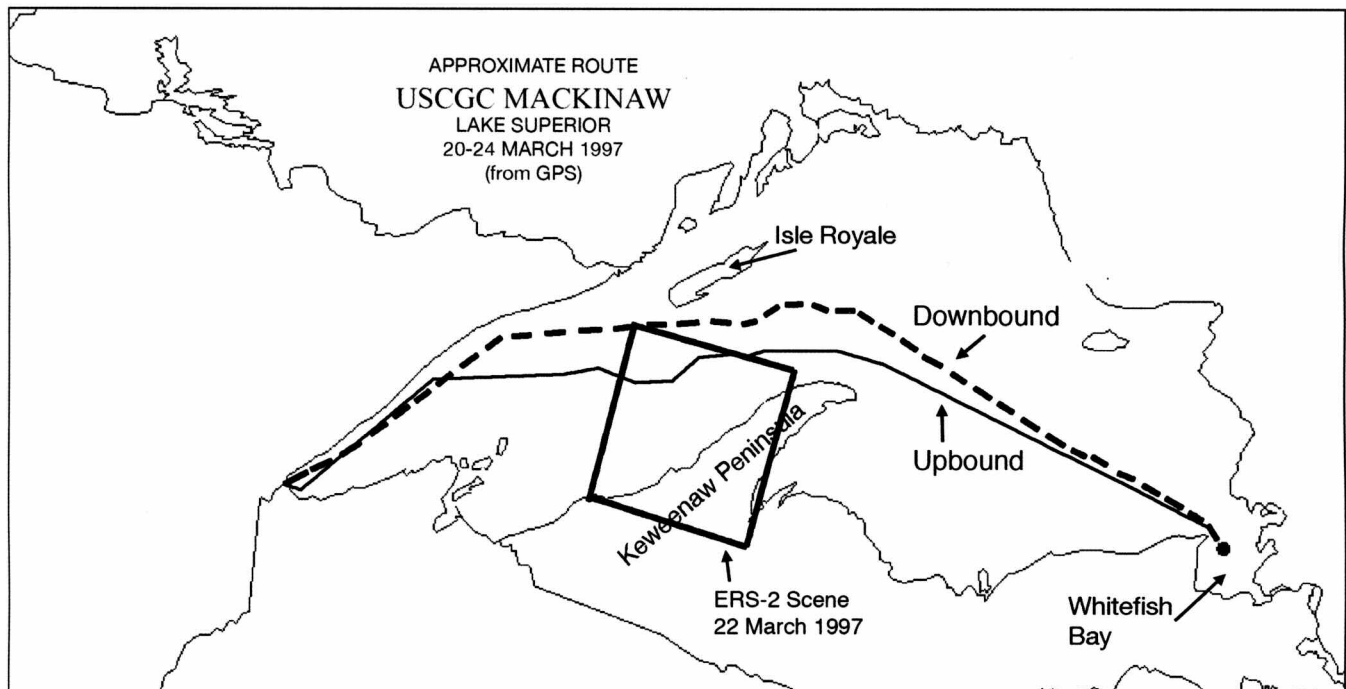 APPROXIMATE ROUTE
USCGC MACKINAW
LAKE SUPERIOR
20-24 MARCH 1997
(from GPS)
Isle Royale
Downbound
Upbound
Keweenaw Peninsula
ERS-2 Scene
22 March 1997
Whitefish
Bay